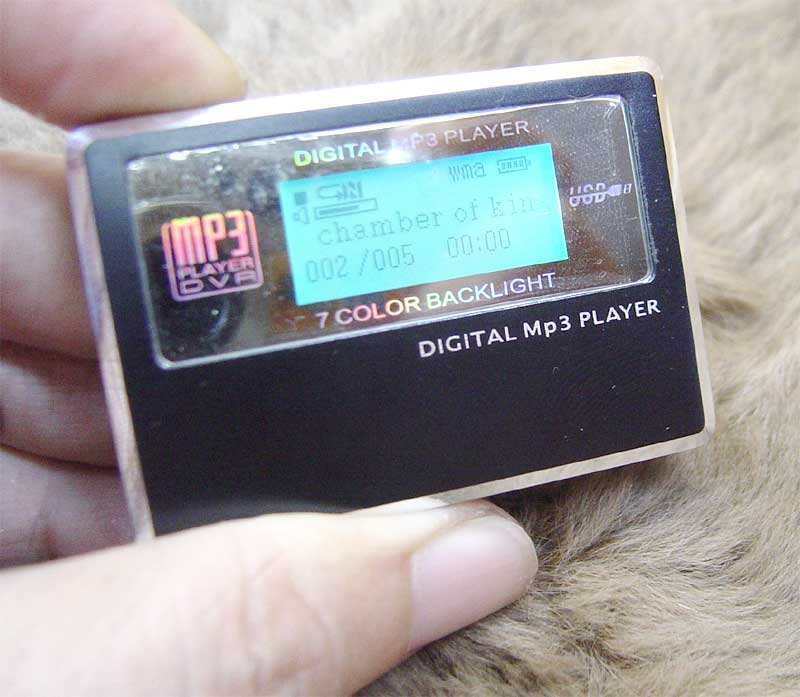 DIGITAL MP3 PLAYER
wma
chamber of kin
002/005 00:00
USB
MP3
PLAYER
DVR
7 COLOR BACKLIGHT
DIGITAL Mp3 PLAYER